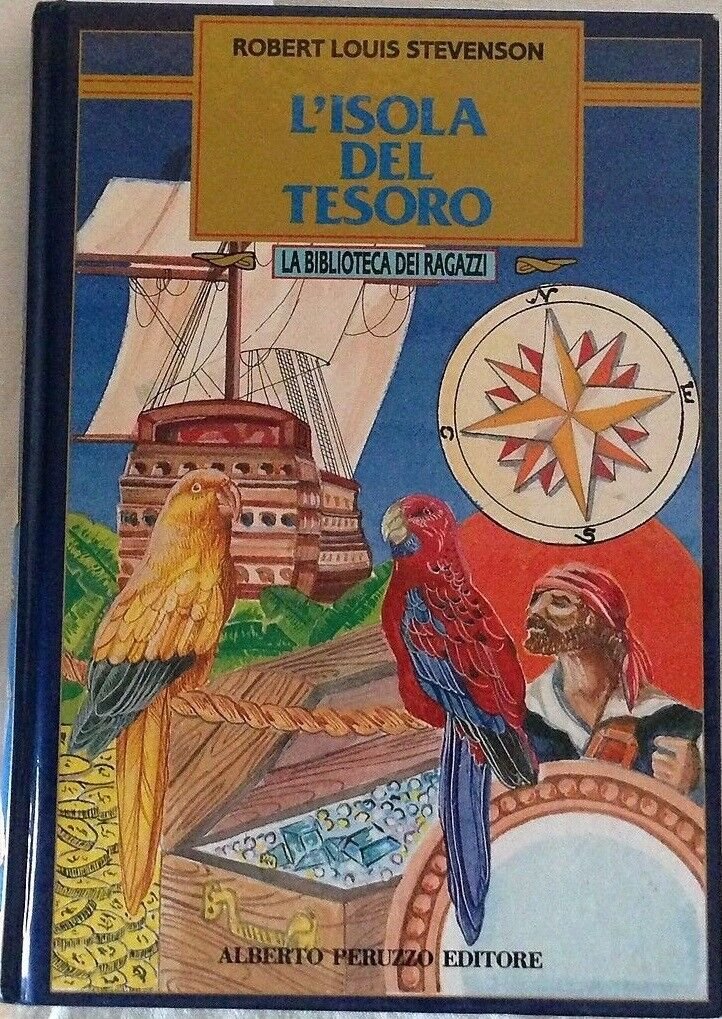 ROBERT LOUIS STEVENSON
L'ISOLA
DEL
TESORO
LA BIBLIOTECA DEI RAGAZZI
N
E
C
S
ALBERTO PERUZZO EDITORE